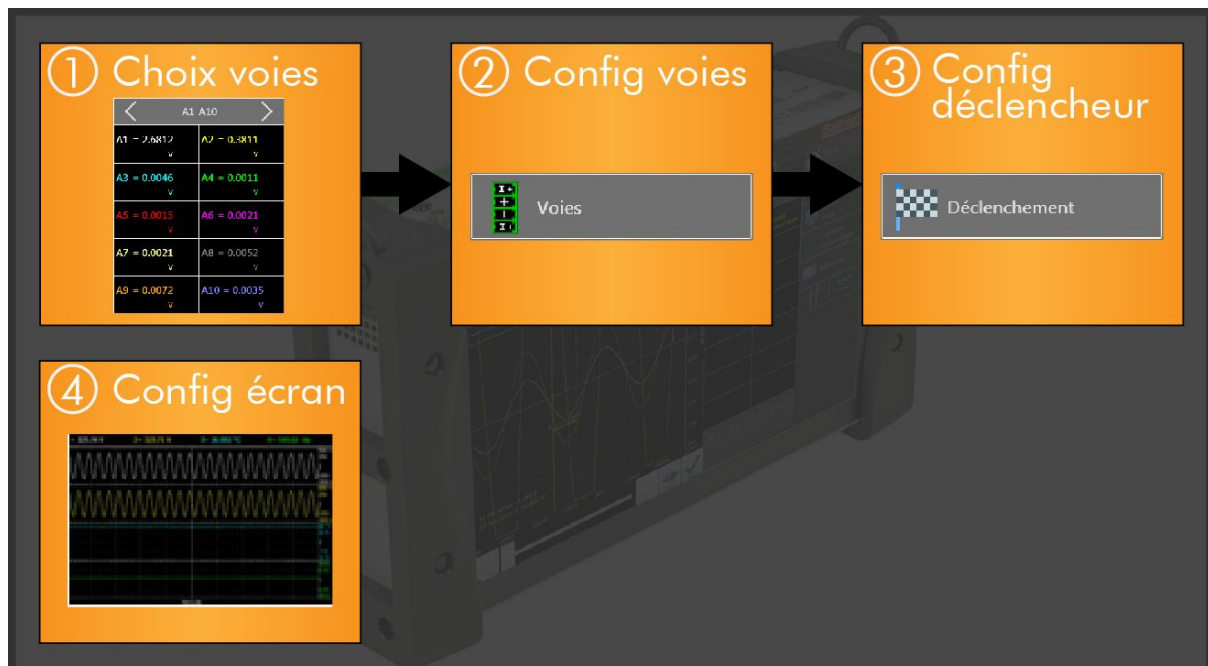 ① Choix voies
A1 A10
A1 = 2.6812 A2 = 0.3811
V V
A3 = 0.0046 A4 = 0.0011
V V
A5 = 0.0015 A6 = 0.0021
V V
A7 = 0.0021 A8 = 0.0052
V V
A9 = 0.0072 A10 = 0.0035
V V
② Config voies
Voies
③ Config
déclencheur
Déclenchement
④ Config écran